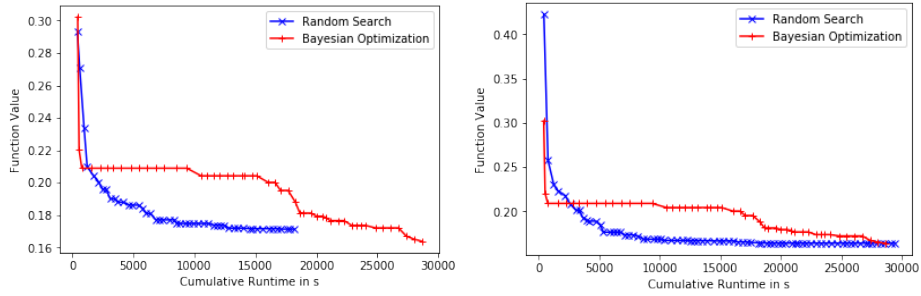 Random Search
Bayesian Optimization
0.30
0.28
0.26
0.24
0.22
0.20
0.18
0.16
Function Value
0 5000 10000 15000 20000 25000 30000
Cumulative Runtime in s
Random Search
Bayesian Optimization
0.40
0.35
0.30
0.25
0.20
Function Value
0 5000 10000 15000 20000 25000 30000
Cumulative Runtime in s